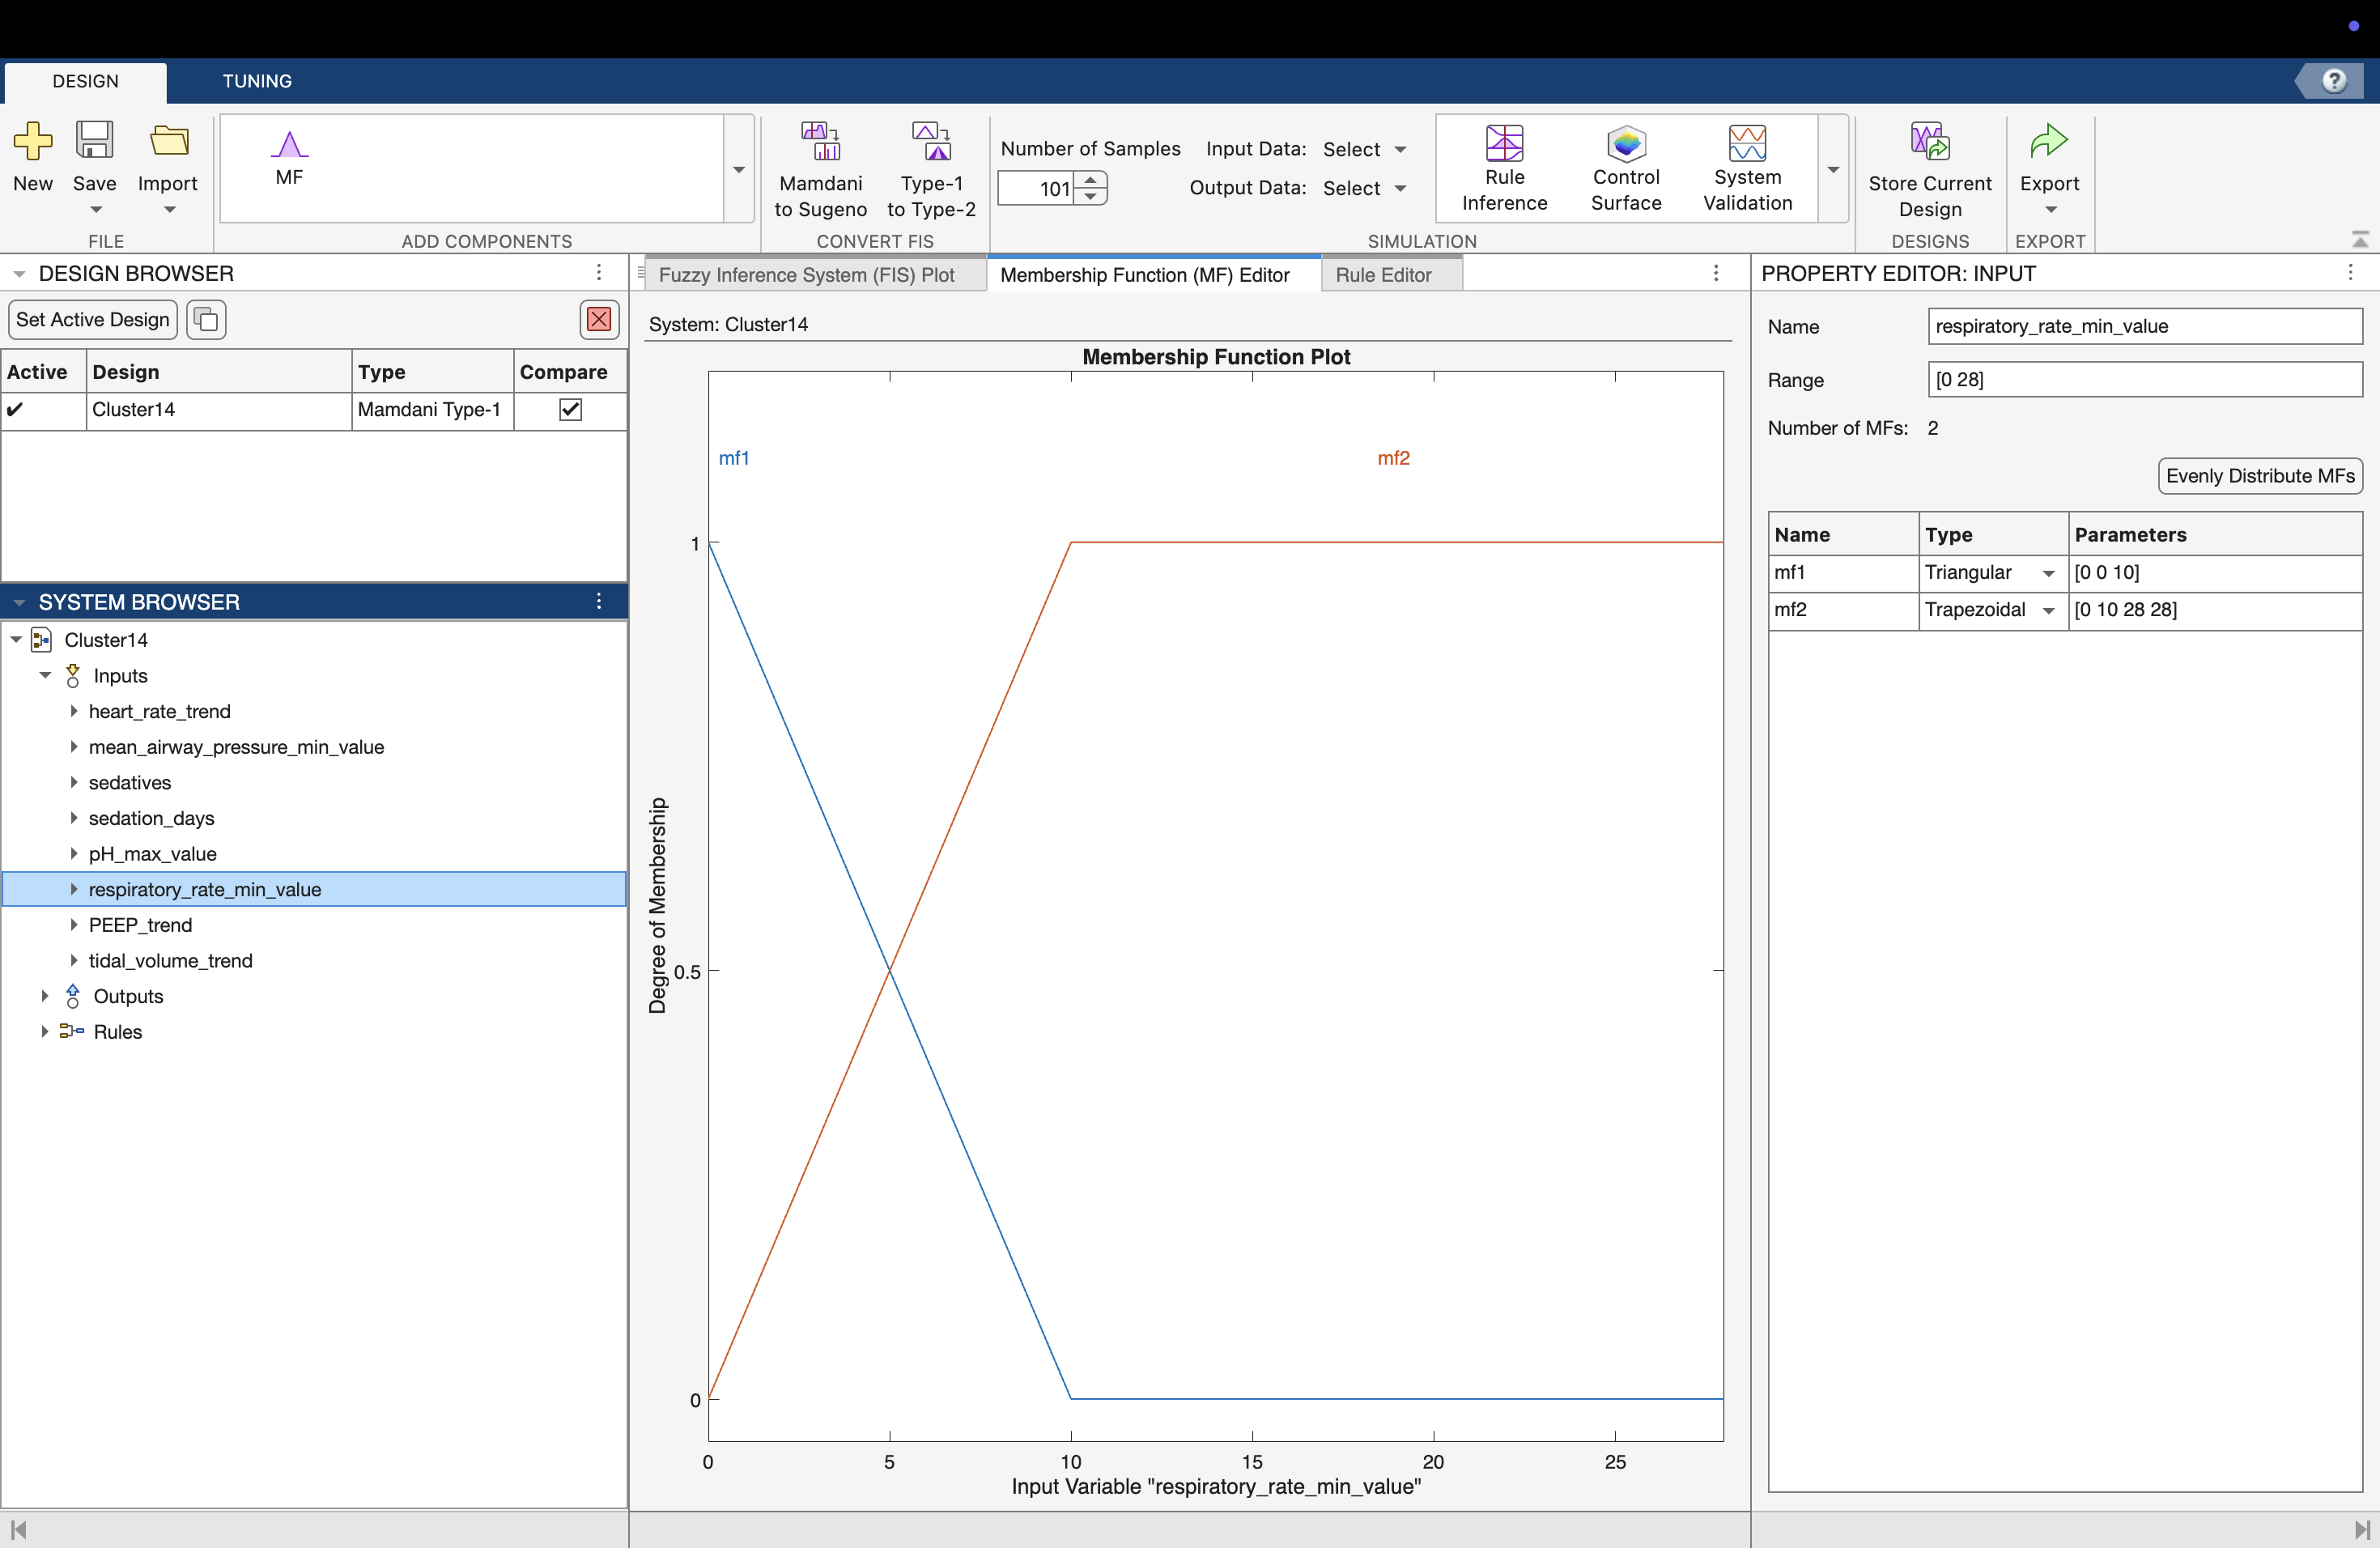 DESIGN TUNING
New Save Import
FILE
MF
ADD COMPONENTS
Mamdani to Sugeno
Type-1 to Type-2
CONVERT FIS
Number of Samples
101
Input Data: Select
Output Data: Select
Rule Inference
Control Surface
System Validation
SIMULATION
Store Current Design
DESIGNS
Export
EXPORT
?
DESIGN BROWSER
Set Active Design
Active Design Type Compare
Cluster14 Mamdani Type-1
SYSTEM BROWSER
Cluster14
Inputs
heart_rate_trend
mean_airway_pressure_min_value
sedatives
sedation_days
pH_max_value
respiratory_rate_min_value
PEEP_trend
tidal_volume_trend
Outputs
Rules
Fuzzy Inference System (FIS) Plot Membership Function (MF) Editor Rule Editor
System: Cluster14
Membership Function Plot
mf1 mf2
1
0.5
0
Degree of Membership
0 5 10 15 20 25
Input Variable "respiratory_rate_min_value"
PROPERTY EDITOR: INPUT
Name respiratory_rate_min_value
Range [0 28]
Number of MFs: 2
Evenly Distribute MFs
Name Type Parameters
mf1 Triangular [0 0 10]
mf2 Trapezoidal [0 10 28 28]